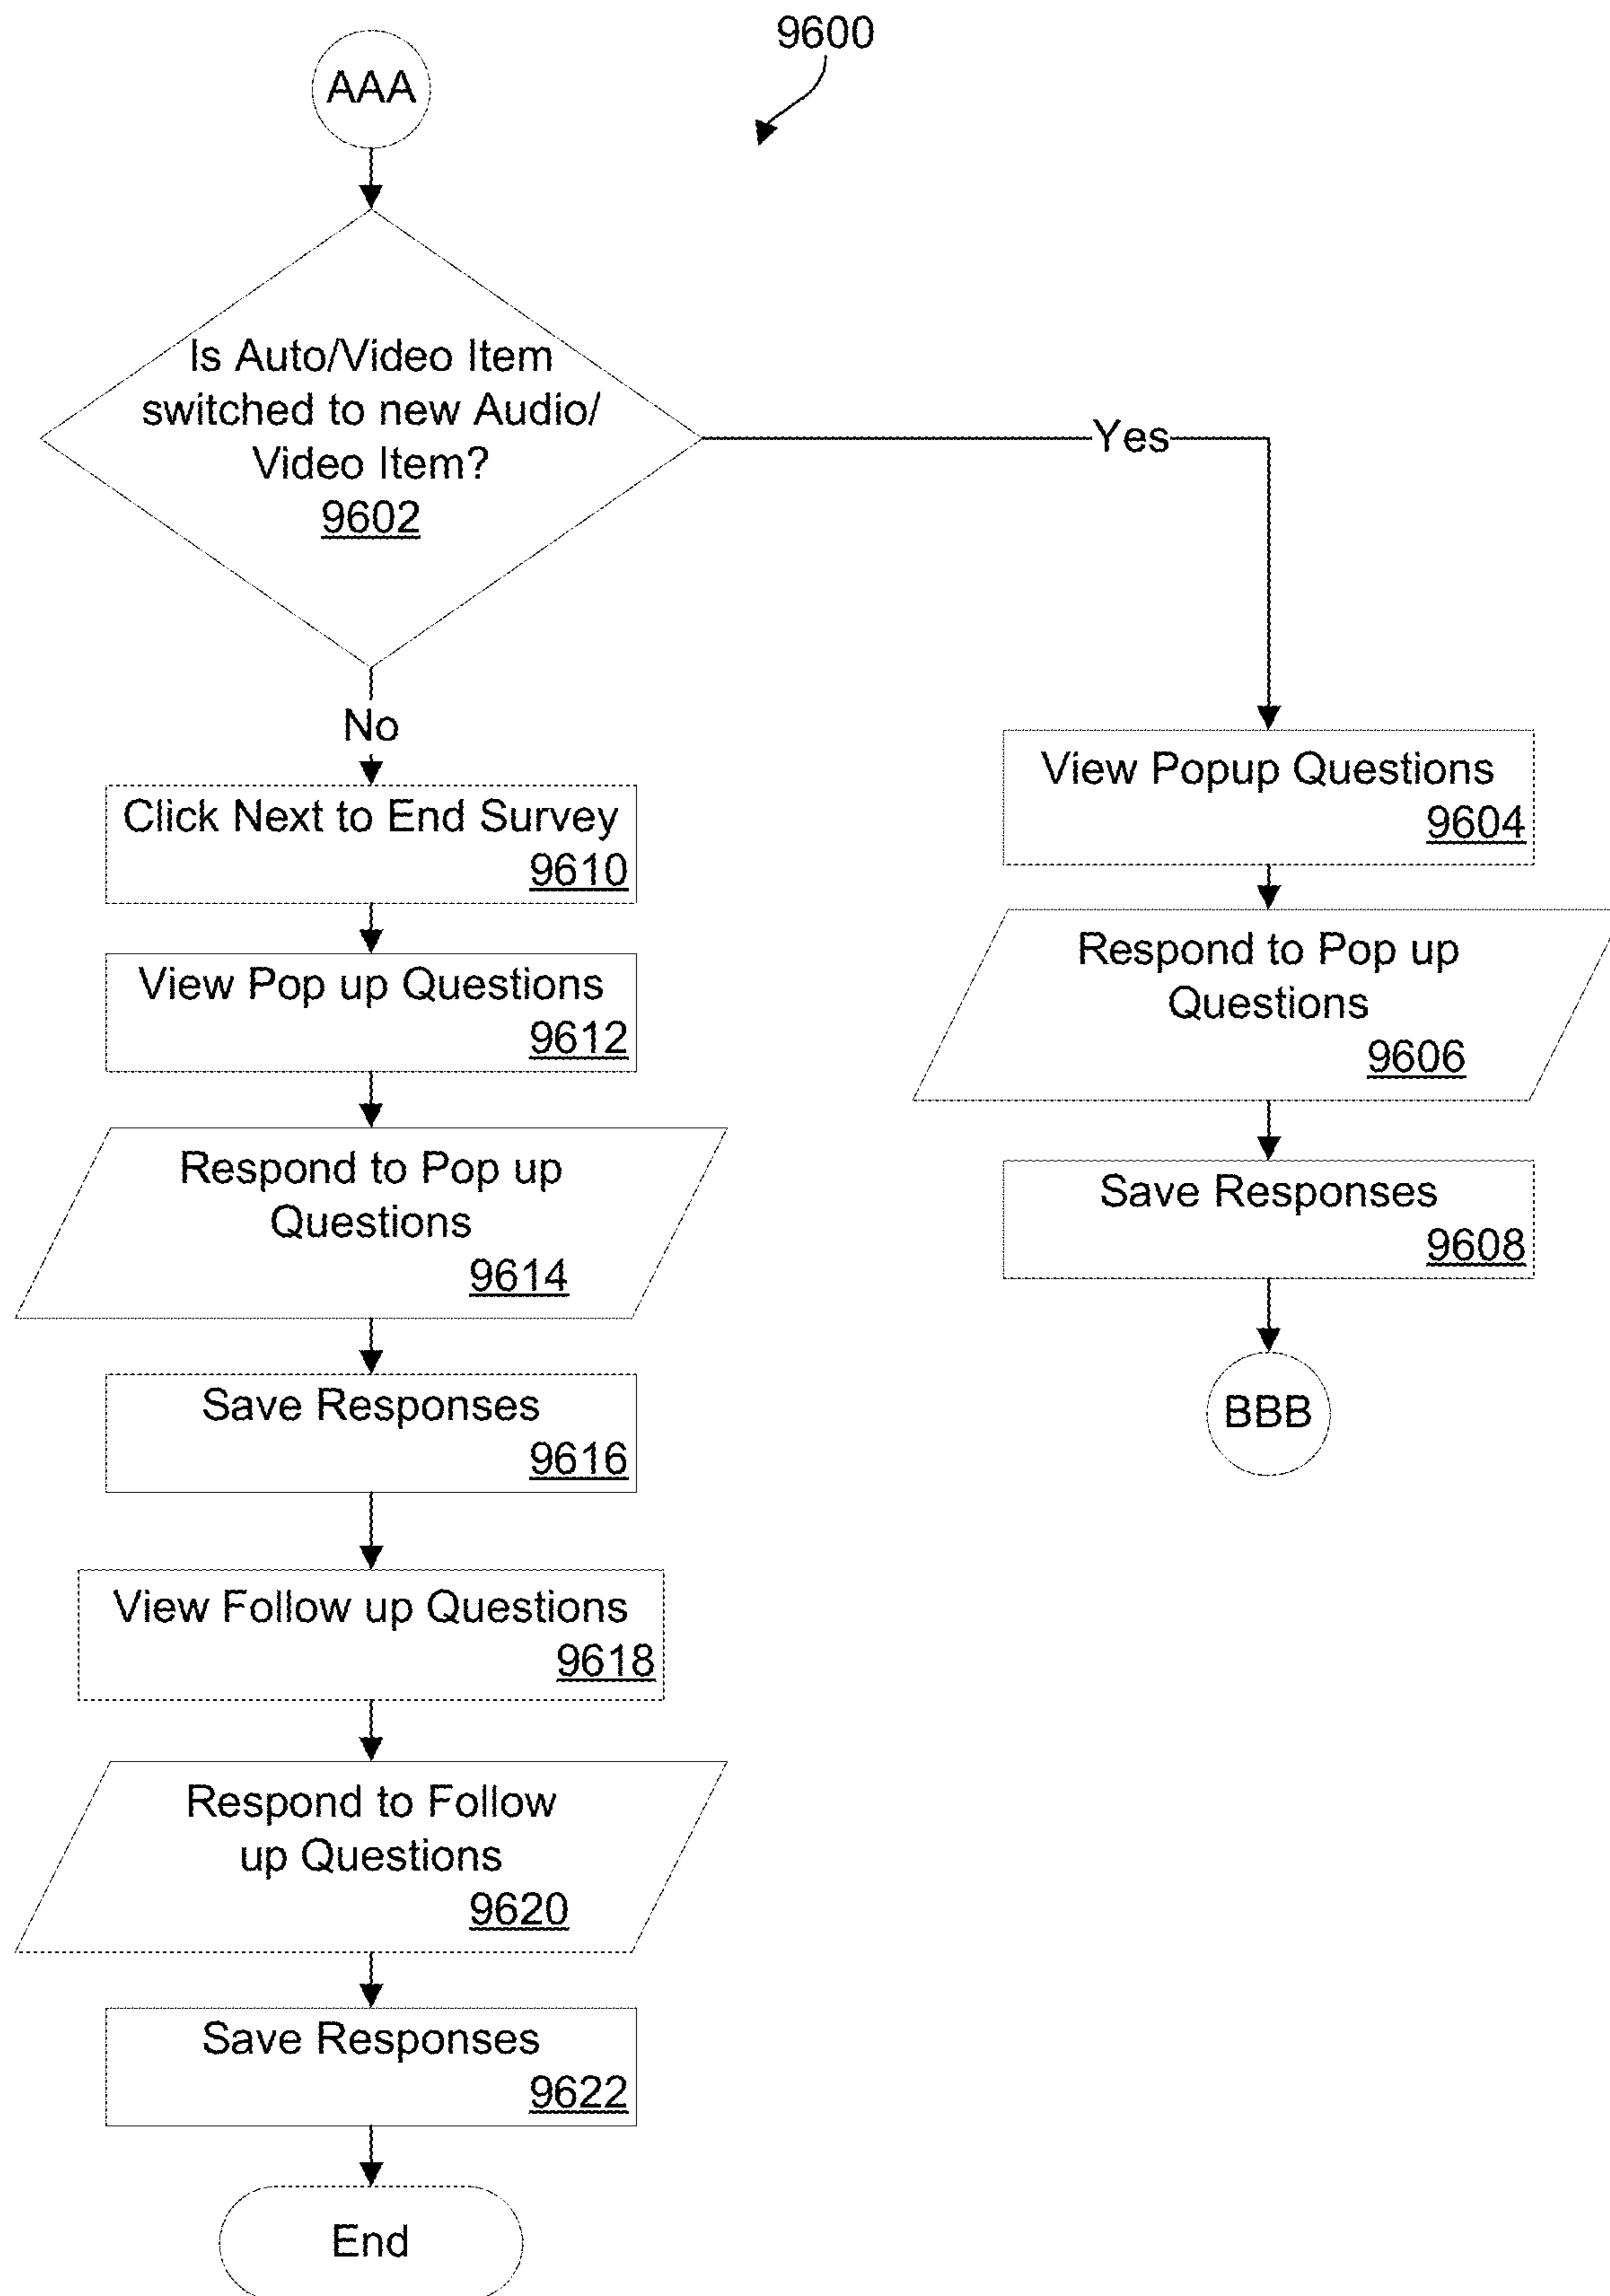 9600
AAA
Is Auto/Video Item
switched to new Audio/
Video Item?
9602
Yes
No
Click Next to End Survey
9610
View Pop up Questions
9612
Respond to Pop up
Questions
9614
Save Responses
9616
View Follow up Questions
9618
Respond to Follow
up Questions
9620
Save Responses
9622
End
View Popup Questions
9604
Respond to Pop up
Questions
9606
Save Responses
9608
BBB